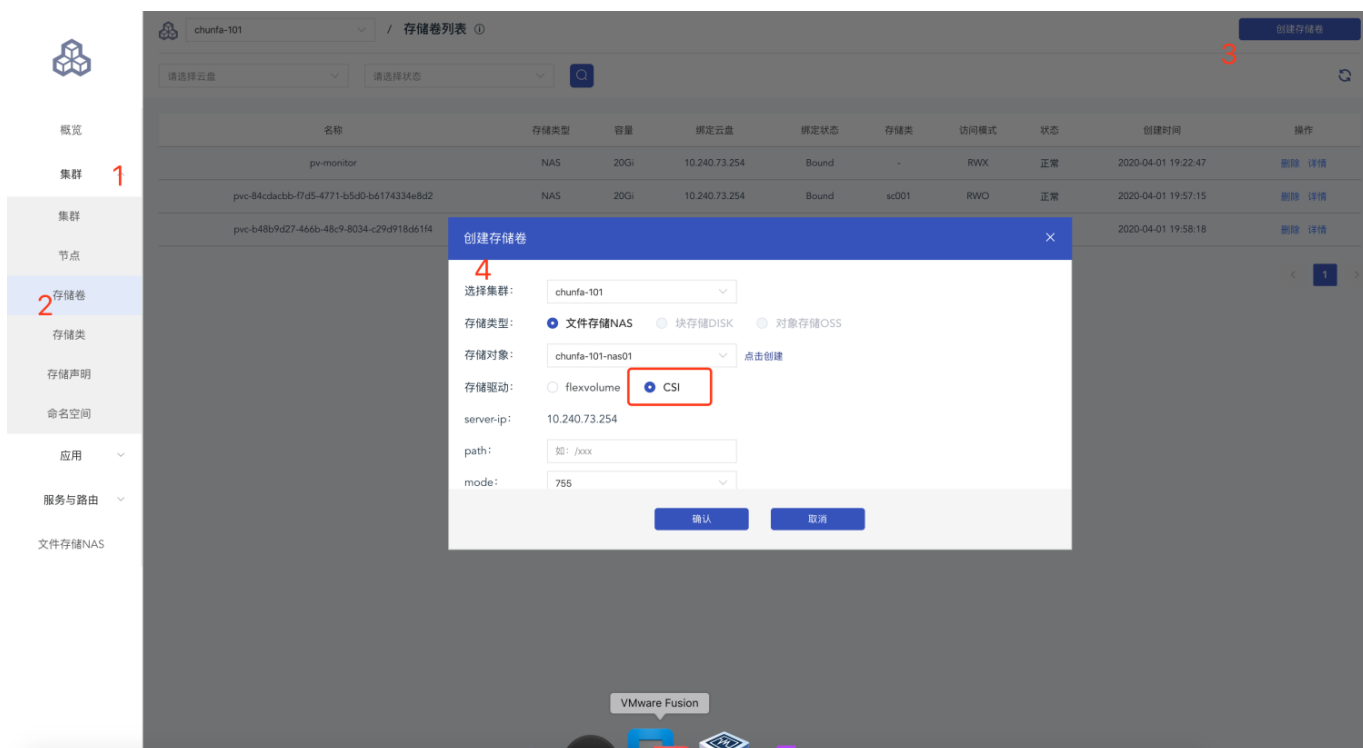 chunfa-101 / 存储卷列表
创建存储卷
3
请选择云盘 请选择状态
概览
集群
1
集群
节点
存储卷
2
存储类
存储声明
命名空间
应用
服务与路由
文件存储NAS
名称 存储类型 容量 绑定云盘 绑定状态 存储类 访问模式 状态 创建时间 操作
pv-monitor NAS 20Gi 10.240.73.254 Bound - RWX 正常 2020-04-01 19:22:47 删除 详情
pvc-84cdacbb-f7d5-4771-b5d0-b6174334e8d2 NAS 20Gi 10.240.73.254 Bound sc001 RWO 正常 2020-04-01 19:57:15 删除 详情
pvc-b48b9d27-466b-48c9-8034-c29d918d61f4 2020-04-01 19:58:18 删除 详情
1
创建存储卷
4
选择集群: chunfa-101
存储类型: 文件存储NAS 块存储DISK 对象存储OSS
存储对象: chunfa-101-nas01 点击创建
存储驱动: flexvolume CSI
server-ip: 10.240.73.254
path: 如: /xxx
mode: 755
确认 取消
VMware Fusion